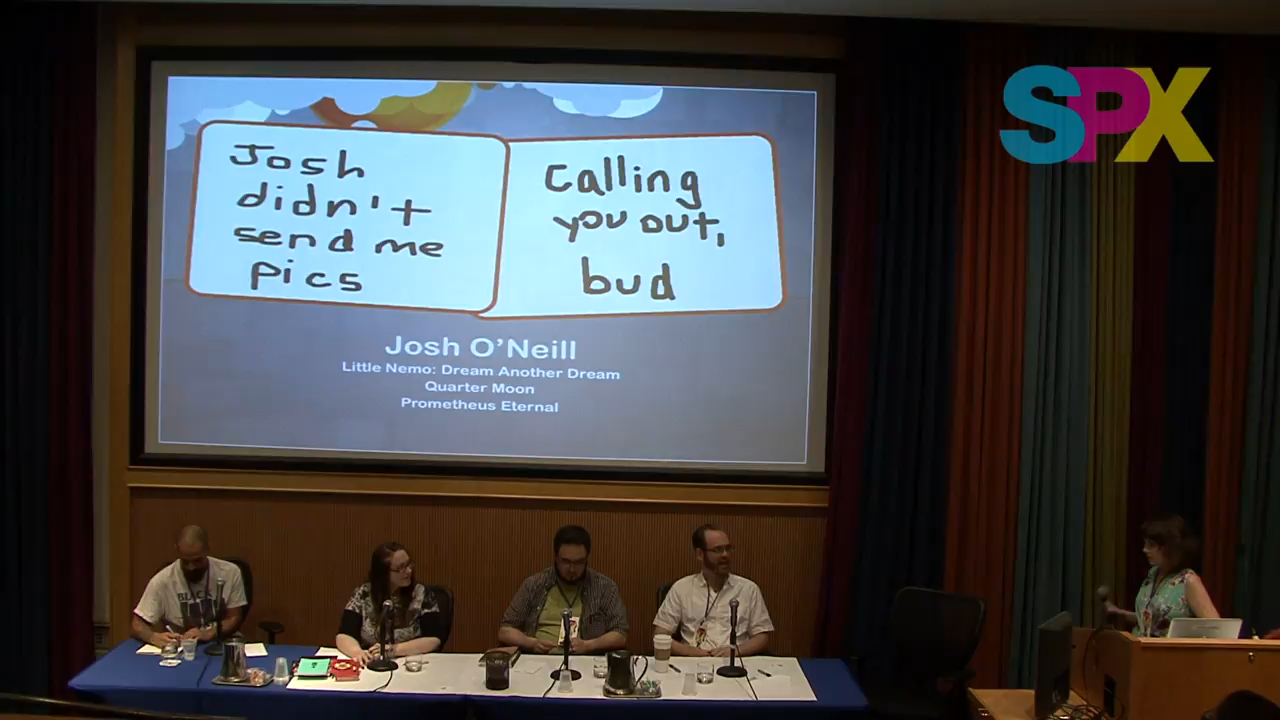 SPX
Josh
didn't
send me
pics
Calling
you out,
bud
Josh O'Neill
Little Nemo: Dream Another Dream
Quarter Moon
Prometheus Eternal
BLACK